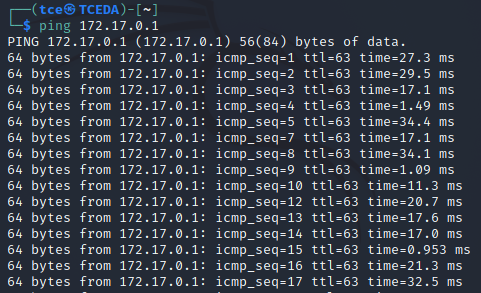 ┌──(tce㉿TCEDA)-[~]
└─$ ping 172.17.0.1
PING 172.17.0.1 (172.17.0.1) 56(84) bytes of data.
64 bytes from 172.17.0.1: icmp_seq=1 ttl=63 time=27.3 ms
64 bytes from 172.17.0.1: icmp_seq=2 ttl=63 time=29.5 ms
64 bytes from 172.17.0.1: icmp_seq=3 ttl=63 time=17.1 ms
64 bytes from 172.17.0.1: icmp_seq=4 ttl=63 time=1.49 ms
64 bytes from 172.17.0.1: icmp_seq=5 ttl=63 time=34.4 ms
64 bytes from 172.17.0.1: icmp_seq=7 ttl=63 time=17.1 ms
64 bytes from 172.17.0.1: icmp_seq=8 ttl=63 time=34.1 ms
64 bytes from 172.17.0.1: icmp_seq=9 ttl=63 time=1.09 ms
64 bytes from 172.17.0.1: icmp_seq=10 ttl=63 time=11.3 ms
64 bytes from 172.17.0.1: icmp_seq=12 ttl=63 time=20.7 ms
64 bytes from 172.17.0.1: icmp_seq=13 ttl=63 time=17.6 ms
64 bytes from 172.17.0.1: icmp_seq=14 ttl=63 time=17.0 ms
64 bytes from 172.17.0.1: icmp_seq=15 ttl=63 time=0.953 ms
64 bytes from 172.17.0.1: icmp_seq=16 ttl=63 time=21.3 ms
64 bytes from 172.17.0.1: icmp_seq=17 ttl=63 time=32.5 ms